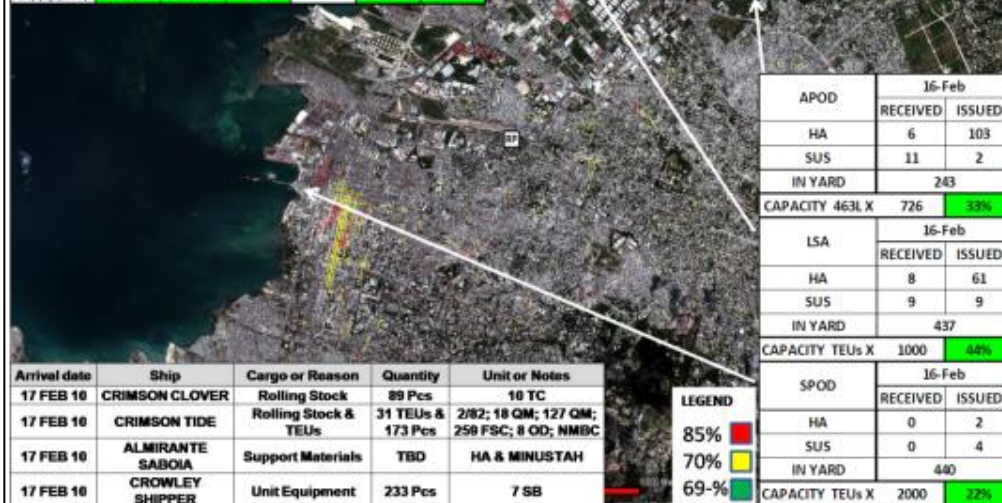 RP
APOD 16-Feb
RECEIVED ISSUED
HA 6 103
SUS 11 2
IN YARD 243
CAPACITY 463L X 726 33%
LSA 16-Feb
RECEIVED ISSUED
HA 8 61
SUS 9 9
IN YARD 437
CAPACITY TEUs X 1000 44%
SPOD 16-Feb
RECEIVED ISSUED
HA 0 2
SUS 0 4
IN YARD 440
CAPACITY TEUs X 2000 22%
Arrival date Ship Cargo or Reason Quantity Unit or Notes
17 FEB 10 CRIMSON CLOVER Rolling Stock 89 Pcs 10 TC
17 FEB 10 CRIMSON TIDE Rolling Stock & TEUs 31 TEUs & 173 Pcs 2/82; 18 QM; 127 QM; 259 FSC; 8 OD; NMBC
17 FEB 10 ALMIRANTE SABOIA Support Materials TBD HA & MINUSTAH
17 FEB 10 CROWLEY SHIPPER Unit Equipment 233 Pcs 7 SB
LEGEND
85%
70%
69-%